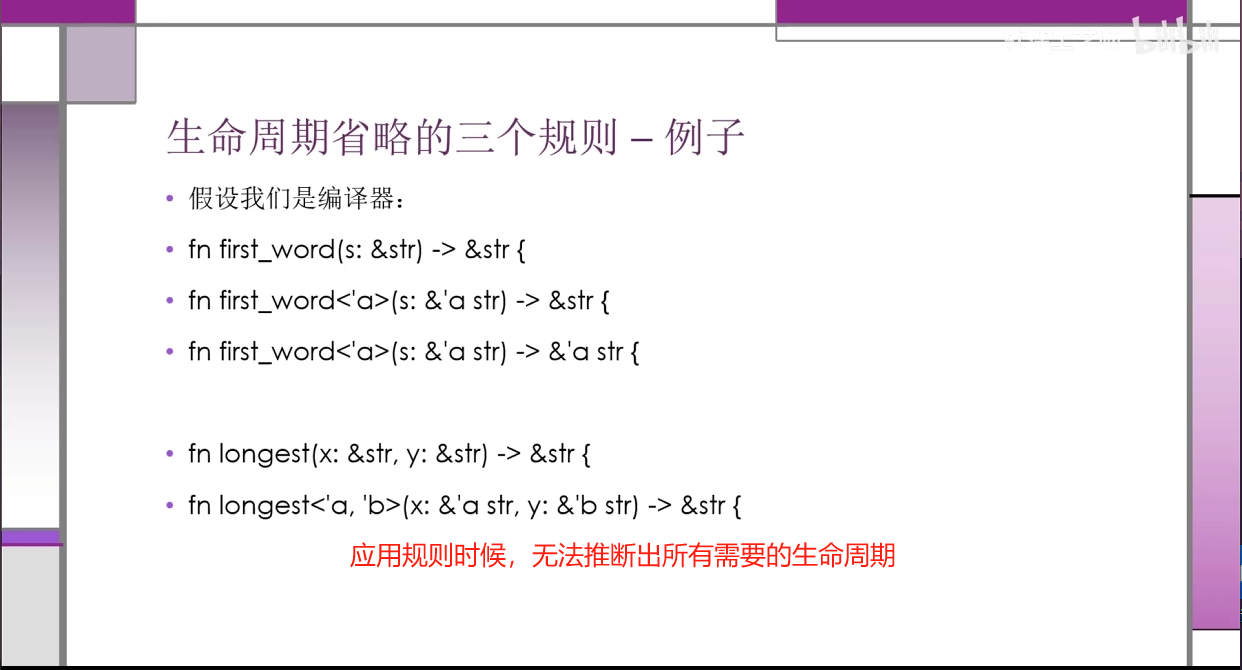 bilibili
生命周期省略的三个规则 – 例子
• 假设我们是编译器：
• fn first_word(s: &str) -> &str {
• fn first_word<'a>(s: &'a str) -> &str {
• fn first_word<'a>(s: &'a str) -> &'a str {
• fn longest(x: &str, y: &str) -> &str {
• fn longest<'a, 'b>(x: &'a str, y: &'b str) -> &str {
应用规则时候，无法推断出所有需要的生命周期